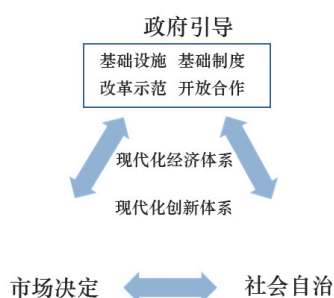 政府引导
基础设施 基础制度
改革示范 开放合作
现代化经济体系
现代化创新体系
市场决定 社会自治